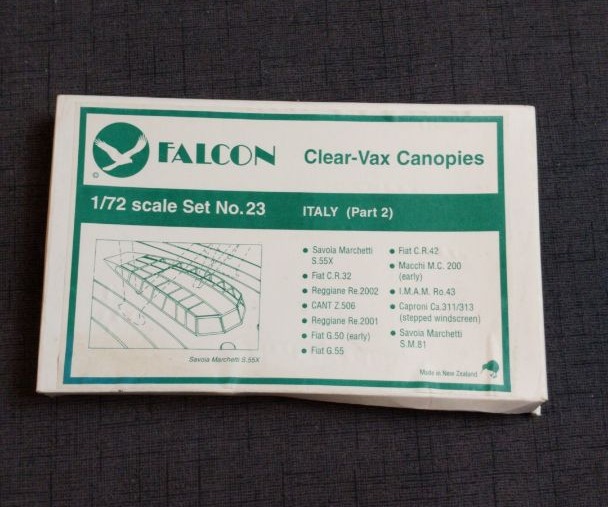 FALCON Clear-Vax Canopies
©
1/72 scale Set No. 23 ITALY (Part 2)
• Savoia Marchetti
S.55X
• Fiat C.R.32
• Reggiane Re.2002
• CANT Z.506
• Reggiane Re.2001
• Fiat G.50 (early)
• Fiat G.55
• Fiat C.R.42
• Macchi M.C. 200
(early)
• I.M.A.M. Ro.43
• Caproni Ca.311/313
(stepped windscreen)
• Savoia Marchetti
S.M.81
Savoia Marchetti S.55X
Made in New Zealand